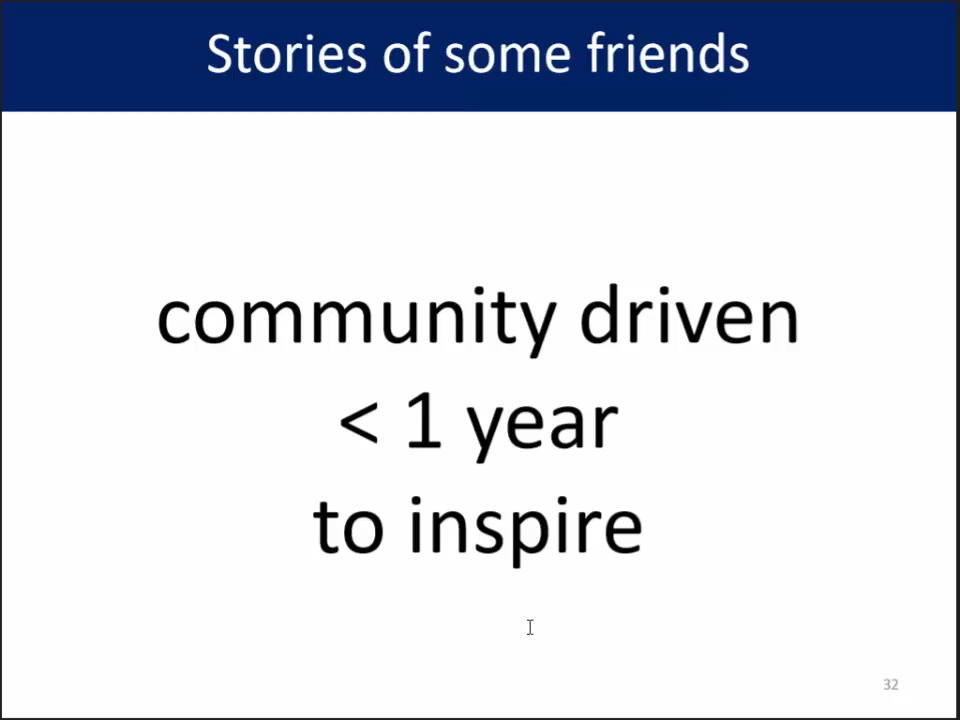 Stories of some friends
community driven
< 1 year
to inspire
32